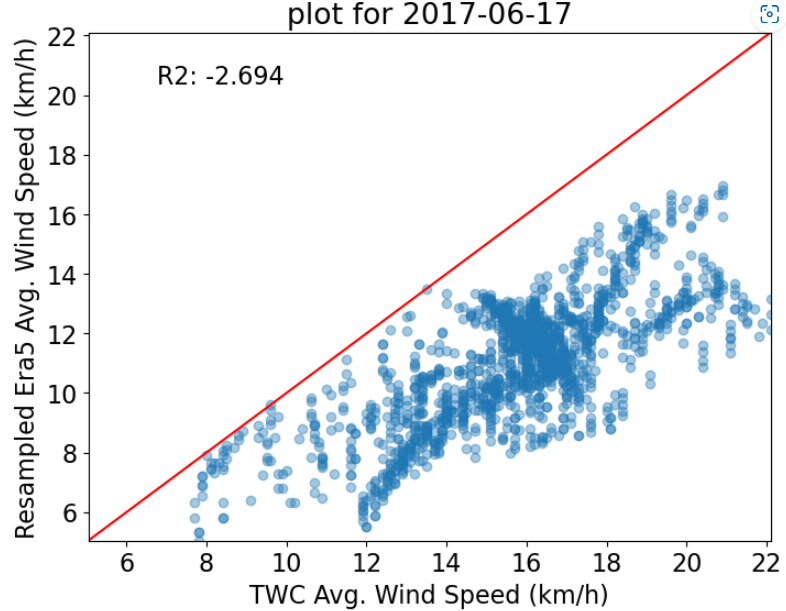 plot for 2017-06-17
R2: -2.694
22
20
18
16
14
12
10
8
6
Resampled Era5 Avg. Wind Speed (km/h)
6 8 10 12 14 16 18 20 22
TWC Avg. Wind Speed (km/h)